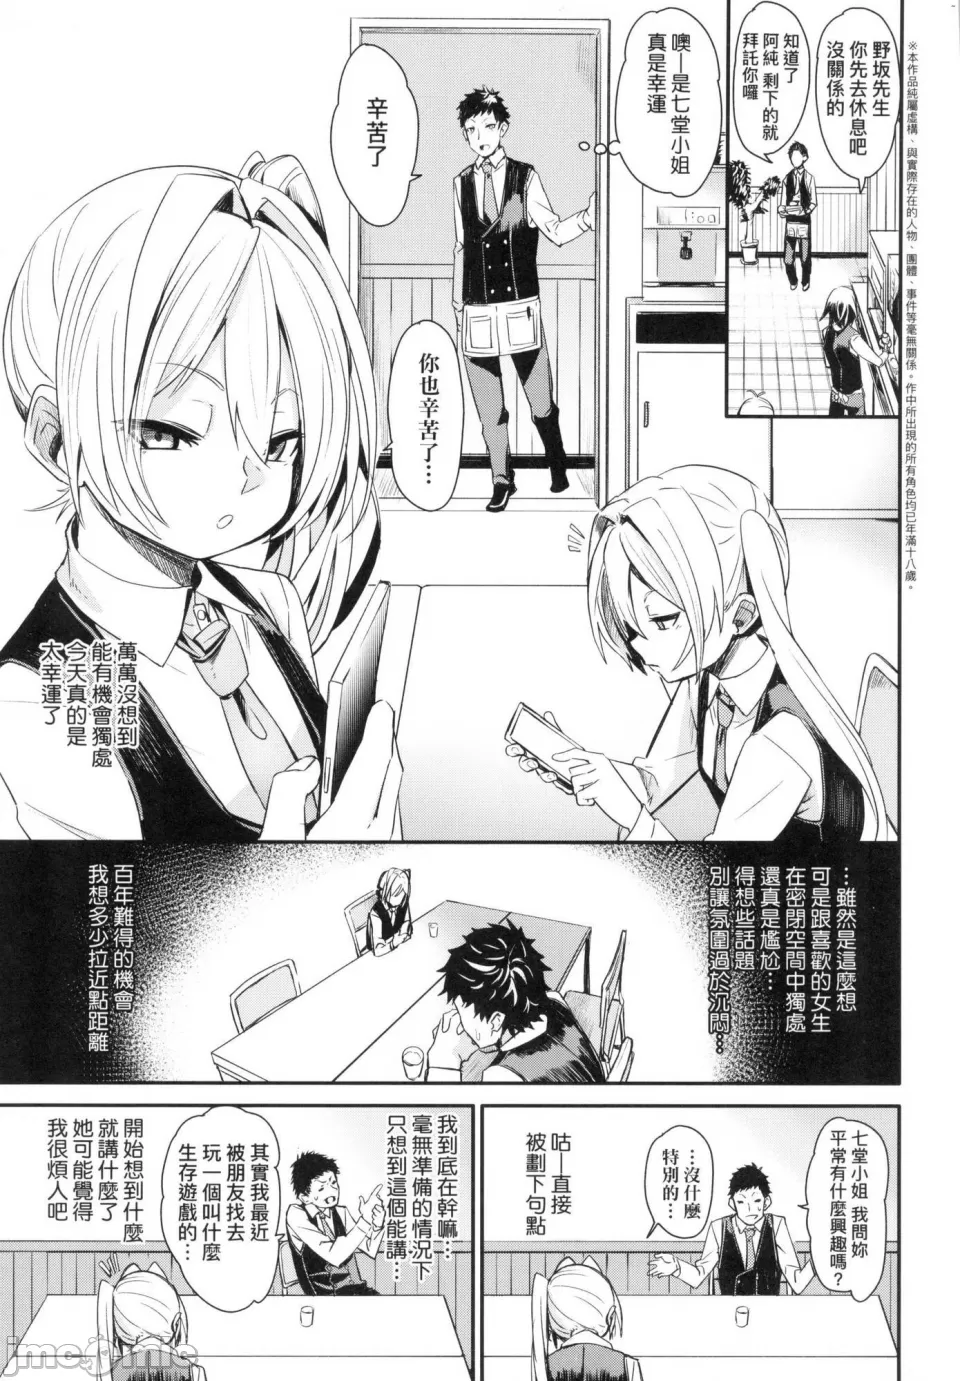 ※本作品純屬虛構、與實際存在的人物、團體、事件等毫無關係。作中所出現的所有角色均已年滿十八歲。
野坂先生
你先去休息吧
沒關係的
知道了
阿純 剩下的就
拜託你囉
1:00
噢—是七堂小姐
真是幸運
辛苦了
你也辛苦了…
萬萬沒想到
能有機會獨處
今天真的是
太幸運了
…雖然是這麼想
可是跟喜歡的女生
在密閉空間中獨處
還真是尷尬…
得想些話題
別讓氛圍過於沉悶…
百年難得的機會
我想多少拉近點距離
七堂小姐 我問妳
平常有什麼興趣嗎?
…沒什麼
特別的…
咕—直接
被劃下句點
我到底在幹嘛…
毫無準備的情況下
只想到這個能講…
其實我最近
被朋友找去
玩一個叫什麼
生存遊戲的…
開始想到什麼
就講什麼了
她可能覺得
我很煩人吧
jmcomic